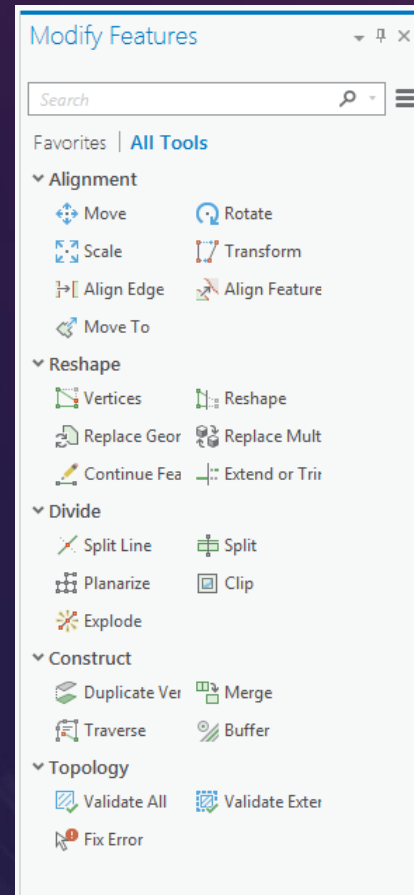 Modify Features
Search
Favorites | All Tools
Alignment
Move Rotate
Scale Transform
Align Edge Align Feature
Move To
Reshape
Vertices Reshape
Replace Geor Replace Mult
Continue Fea Extend or Trir
Divide
Split Line Split
Planarize Clip
Explode
Construct
Duplicate Ver Merge
Traverse Buffer
Topology
Validate All Validate Exter
Fix Error